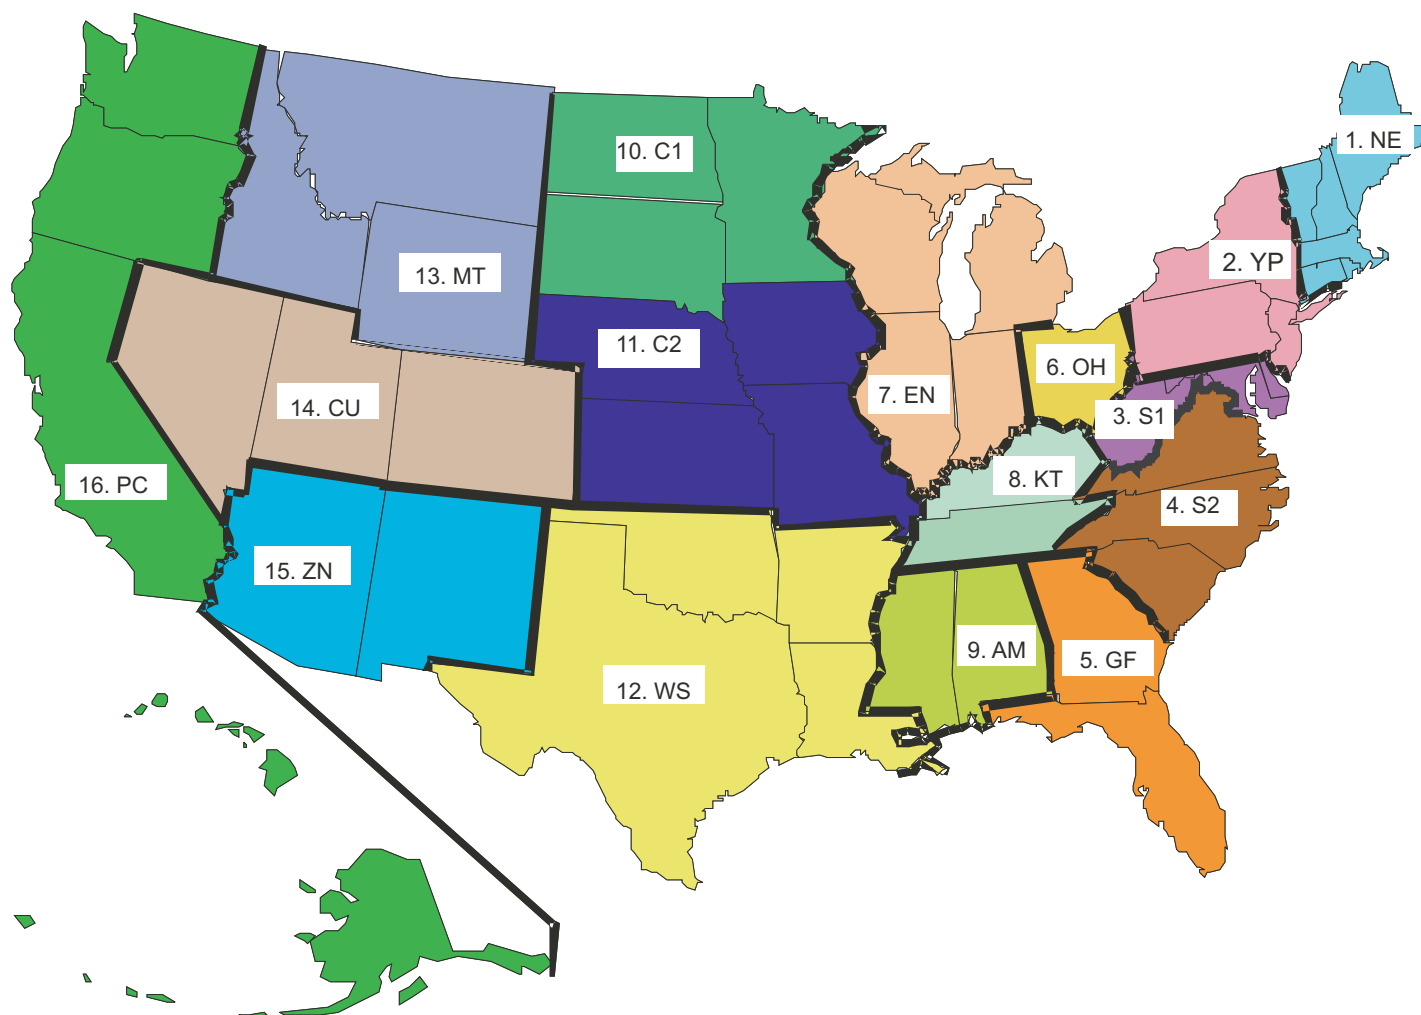 1. NE
10. C1
2. YP
13. MT
11. C2
6. OH
7. EN
14. CU
3. S1
8. KT
16. PC
4. S2
15. ZN
9. AM
5. GF
12. WS